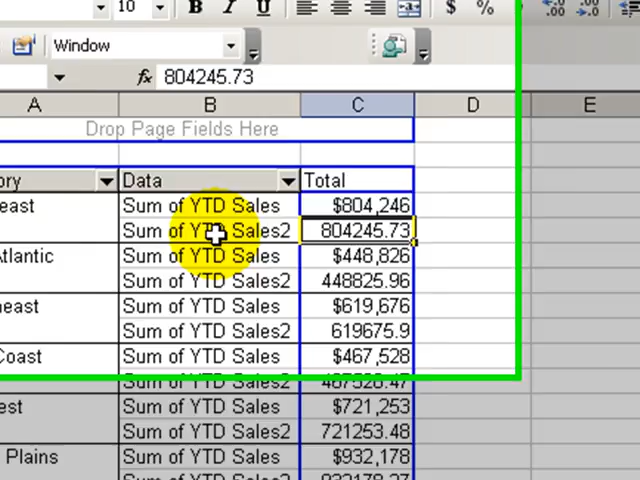 10 B I U $ %
Window
fx 804245.73
A B C D E
Drop Page Fields Here
ory Data Total
east Sum of YTD Sales $804,246
Sum of YTD Sales2 804245.73
Atlantic Sum of YTD Sales $448,826
Sum of YTD Sales2 448825.96
heast Sum of YTD Sales $619,676
Sum of YTD Sales2 619675.9
Coast Sum of YTD Sales $467,528
Sum of YTD Sales2 467528.47
est Sum of YTD Sales $721,253
Sum of YTD Sales2 721253.48
Plains Sum of YTD Sales $932,178
Sum of YTD Sales2